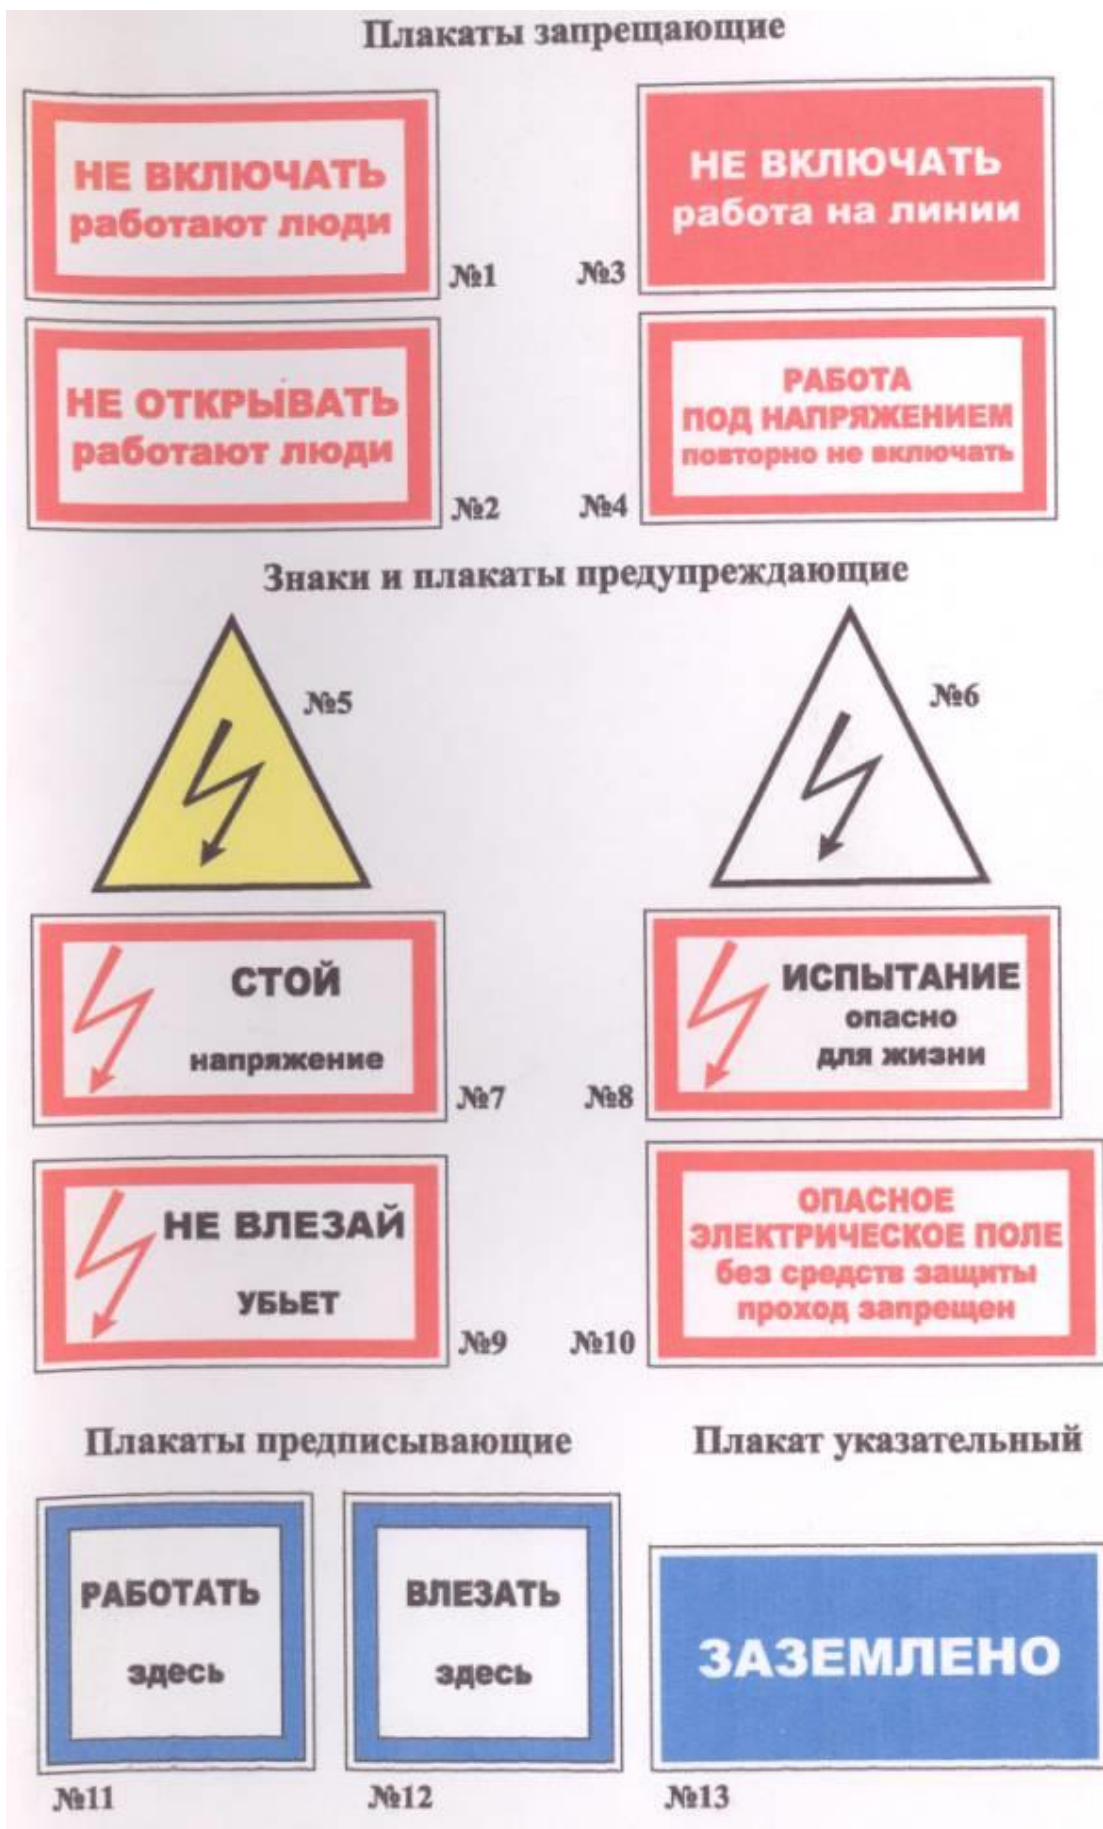 Плакаты запрещающие
НЕ ВКЛЮЧАТЬ
работают люди
№1
№3
НЕ ВКЛЮЧАТЬ
работа на линии
НЕ ОТКРЫВАТЬ
работают люди
№2
№4
РАБОТА
ПОД НАПРЯЖЕНИЕМ
повторно не включать
Знаки и плакаты предупреждающие
№5
№6
СТОЙ
напряжение
№7
№8
ИСПЫТАНИЕ
опасно
для жизни
НЕ ВЛЕЗАЙ
УБЬЕТ
№9
№10
ОПАСНОЕ
ЭЛЕКТРИЧЕСКОЕ ПОЛЕ
без средств защиты
проход запрещен
Плакаты предписывающие
Плакат указательный
РАБОТАТЬ
здесь
№11
ВЛЕЗАТЬ
здесь
№12
ЗАЗЕМЛЕНО
№13